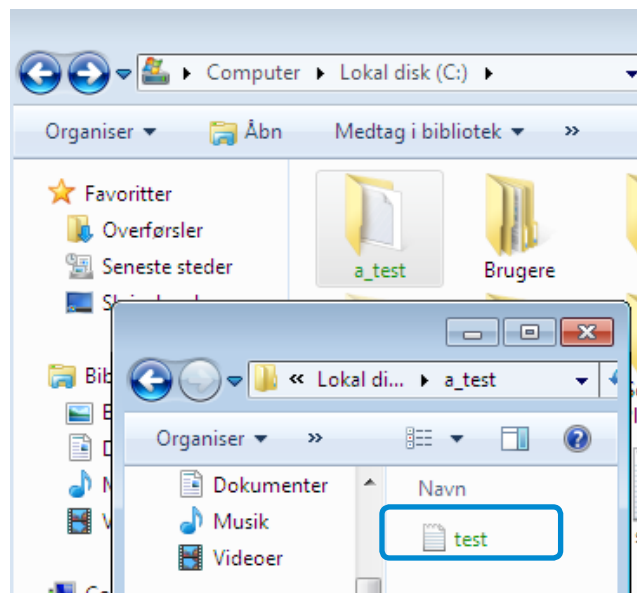 Computer ▸ Lokal disk (C:) ▸
Organiser ▾ Åbn Medtag i bibliotek ▾ »
Favoritter
Overførsler
Seneste steder
a_test
Brugere
« Lokal di... ▸ a_test
Organiser ▾ »
Dokumenter
Musik
Videoer
Navn
test